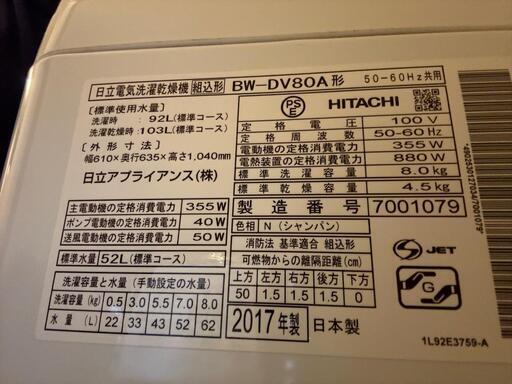 日立電気洗濯乾燥機 組込形 BW-DV80A形 50-60Hz共用
〔標準使用水量〕
洗濯時 : 92L(標準コース)
洗濯乾燥時 : 103L(標準コース)
〔外形寸法〕
幅610×奥行635×高さ1,040mm
日立アプライアンス(株)
主電動機の定格消費電力 355W
ポンプ電動機の定格消費電力 40W
送風電動機の定格消費電力 50W
標準水量 52L(標準コース)
洗濯容量と水量 (手動設定の水量)
容量(kg) 0.5 3.0 5.5 7.0 8.0
水量(L) 22 33 43 52 62
PSE HITACHI
定格電圧 100V
定格周波数 50-60Hz
電動機の定格消費電力 355W
電熱装置の定格消費電力 880W
標準洗濯容量 8.0kg
標準乾燥容量 4.5kg
製造番号 7001079
色相 N (シャンパン)
消防法 基準適合 組込形
可燃物からの離隔距離(cm)
上方 左方 右方 後方 下方
50 1.5 1.5 1.5 0
2017年製 日本製
S JET
G
1L92E3759-A